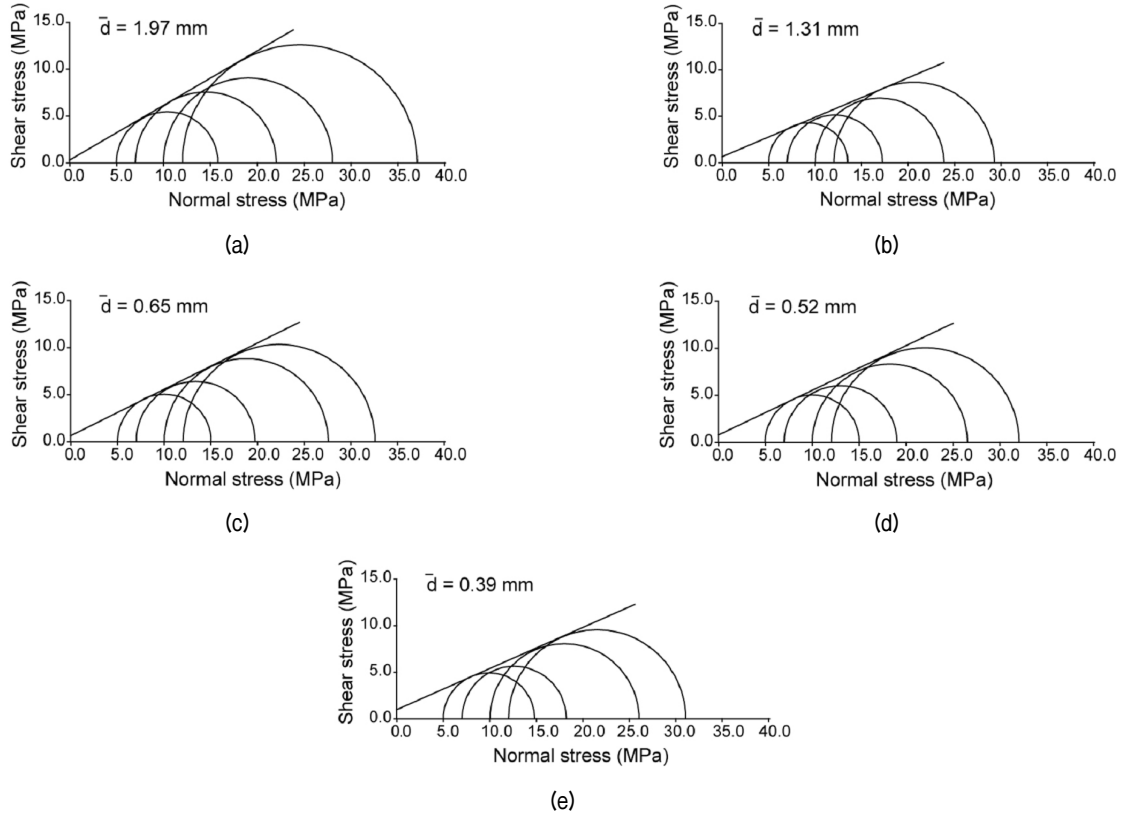 15.0
10.0
5.0
0.0
Shear stress (MPa)
d̅ = 1.97 mm
0.0 5.0 10.0 15.0 20.0 25.0 30.0 35.0 40.0
Normal stress (MPa)
(a)
15.0
10.0
5.0
0.0
Shear stress (MPa)
d̅ = 1.31 mm
0.0 5.0 10.0 15.0 20.0 25.0 30.0 35.0 40.0
Normal stress (MPa)
(b)
15.0
10.0
5.0
0.0
Shear stress (MPa)
d̅ = 0.65 mm
0.0 5.0 10.0 15.0 20.0 25.0 30.0 35.0 40.0
Normal stress (MPa)
(c)
15.0
10.0
5.0
0.0
Shear stress (MPa)
d̅ = 0.52 mm
0.0 5.0 10.0 15.0 20.0 25.0 30.0 35.0 40.0
Normal stress (MPa)
(d)
15.0
10.0
5.0
0.0
Shear stress (MPa)
d̅ = 0.39 mm
0.0 5.0 10.0 15.0 20.0 25.0 30.0 35.0 40.0
Normal stress (MPa)
(e)